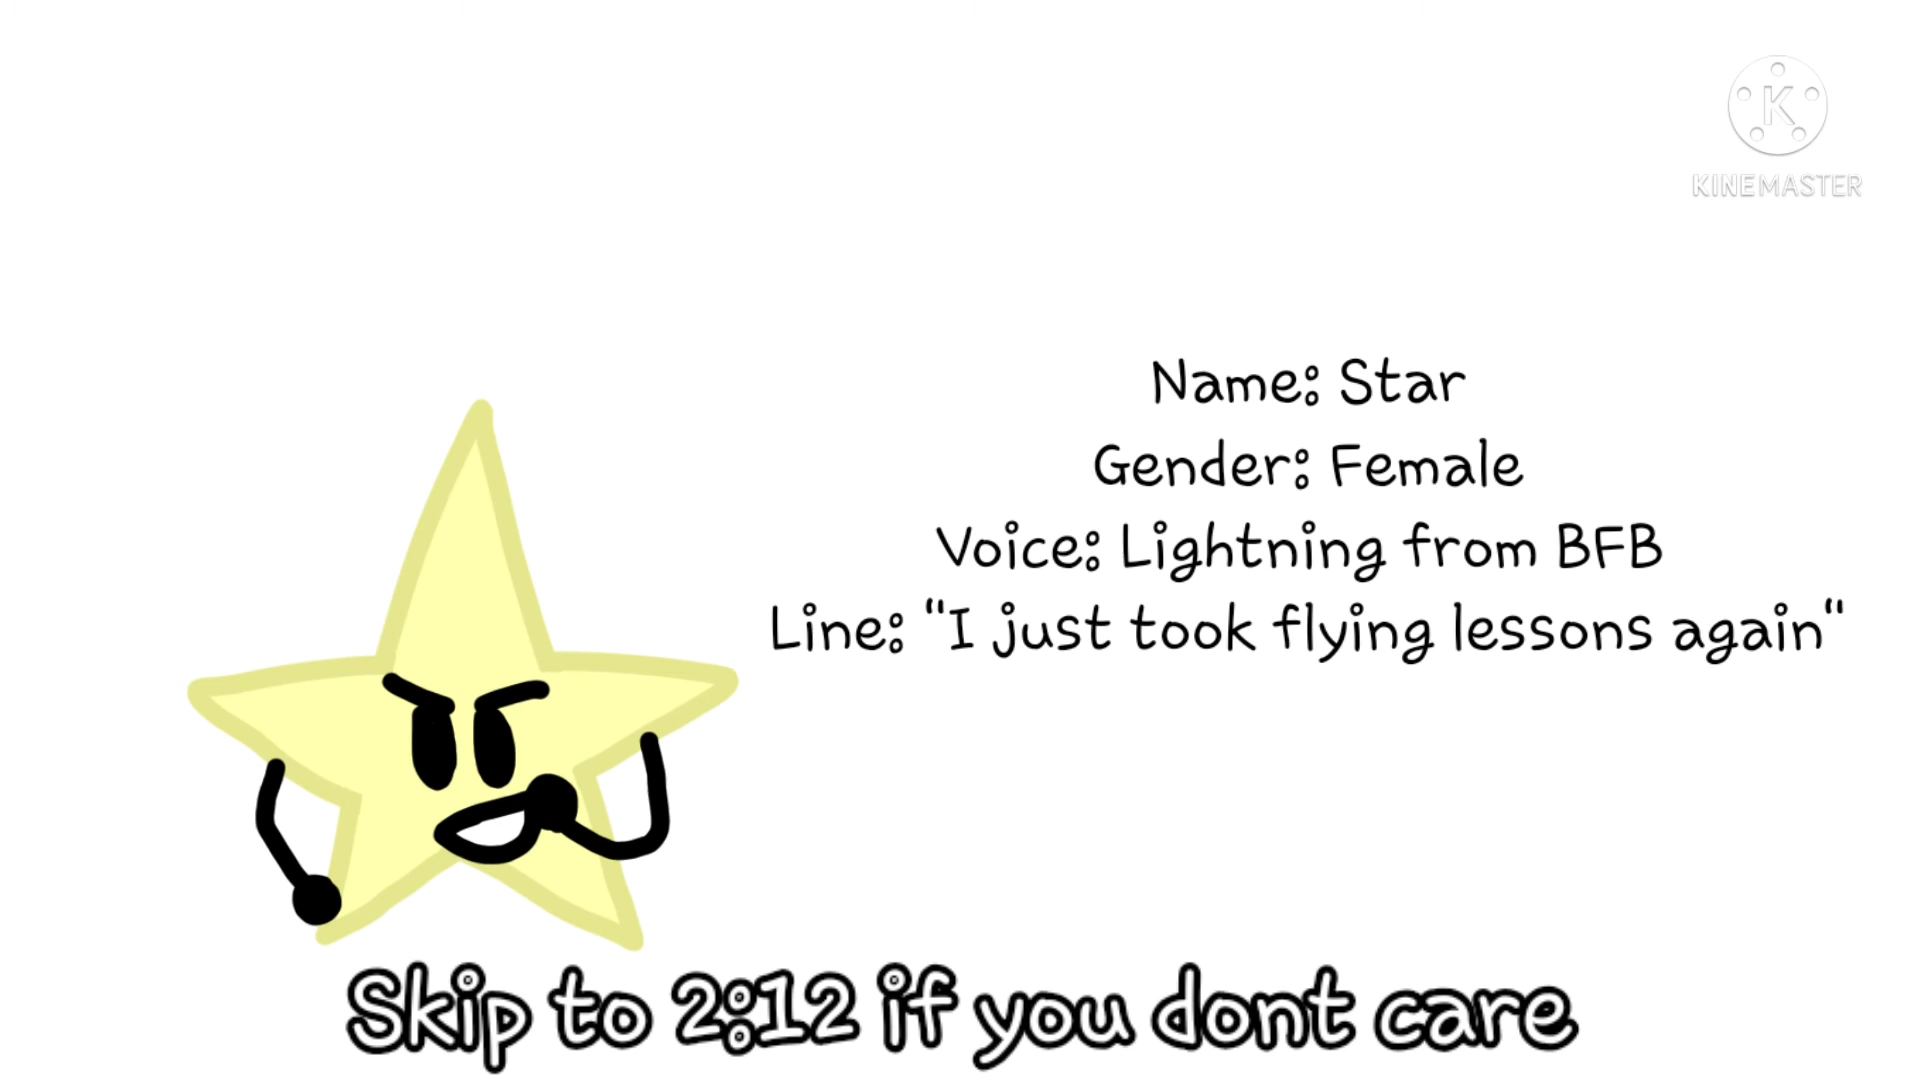 K
KINEMASTER
Name: Star
Gender: Female
Voice: Lightning from BFB
Line: "I just took flying lessons again"
Skip to 2:12 if you dont care